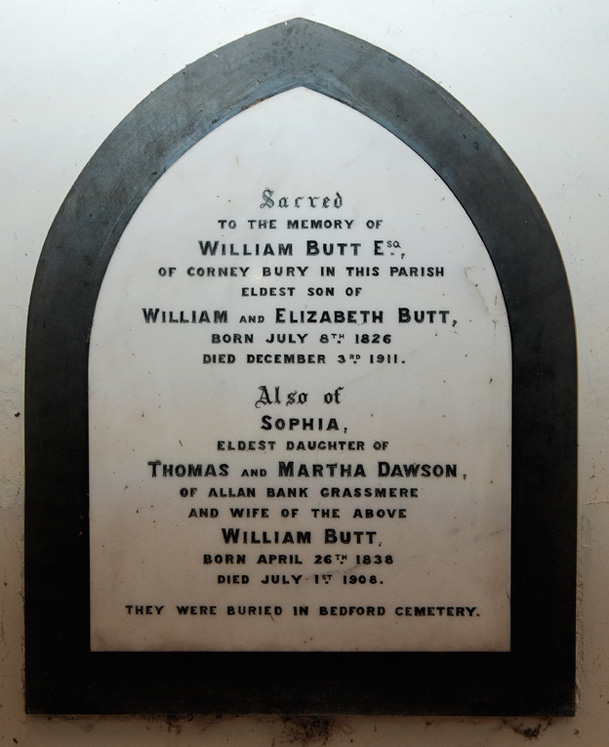 Sacred
TO THE MEMORY OF
WILLIAM BUTT Esq.,
OF CORNEY BURY IN THIS PARISH
ELDEST SON OF
WILLIAM AND ELIZABETH BUTT,
BORN JULY 8TH 1826
DIED DECEMBER 3RD 1911.
Also of
SOPHIA,
ELDEST DAUGHTER OF
THOMAS AND MARTHA DAWSON,
OF ALLAN BANK GRASSMERE
AND WIFE OF THE ABOVE
WILLIAM BUTT,
BORN APRIL 26TH 1838
DIED JULY 1ST 1908.
THEY WERE BURIED IN BEDFORD CEMETERY.